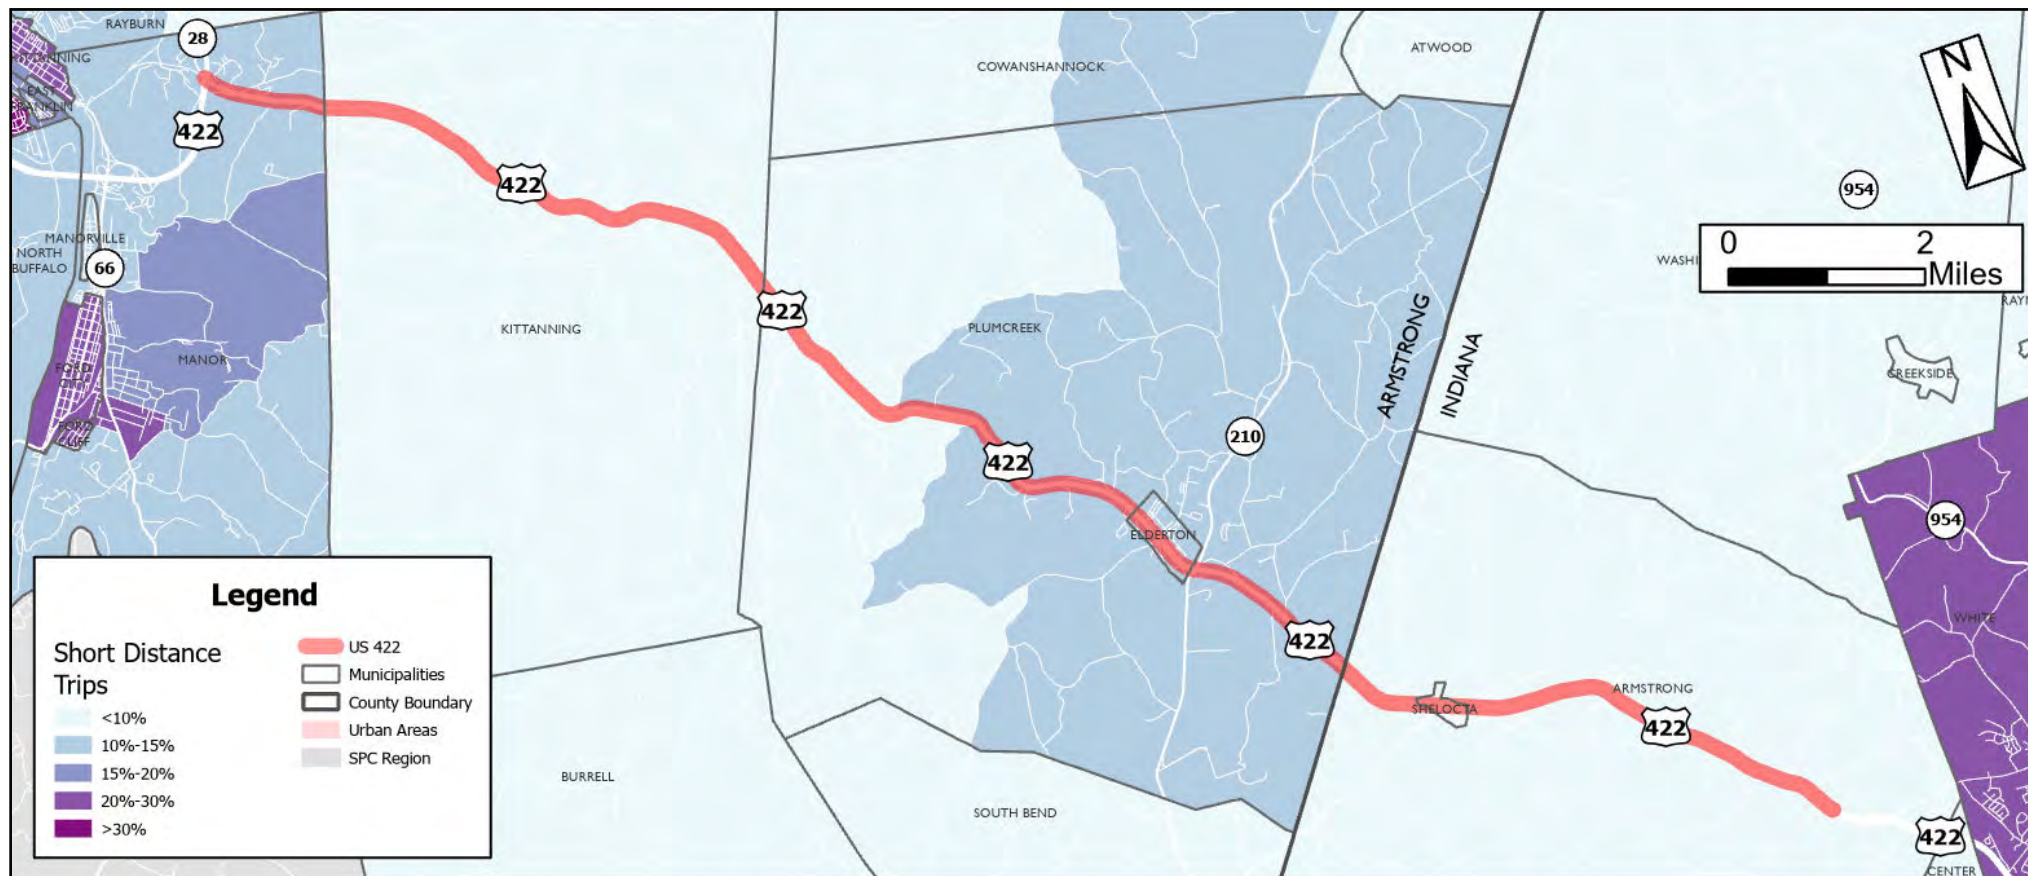 RAYBURN
28
COWANSHANNOCK
ATWOOD
N
EAST
FRANKLIN
422
422
954
0 2
Miles
MANORVILLE
NORTH
BUFFALO
66
KITTANNING
422
PLUMCREEK
ARMSTRONG
INDIANA
MANOR
FORD
CREEKSIDE
FORD
CLIFF
210
422
954
ELDERTON
WHITE
422
ARMSTRONG
SHELOCTA
422
BURRELL
SOUTH BEND
422
CENTER
Legend
Short Distance
Trips
<10%
10%-15%
15%-20%
20%-30%
>30%
US 422
Municipalities
County Boundary
Urban Areas
SPC Region